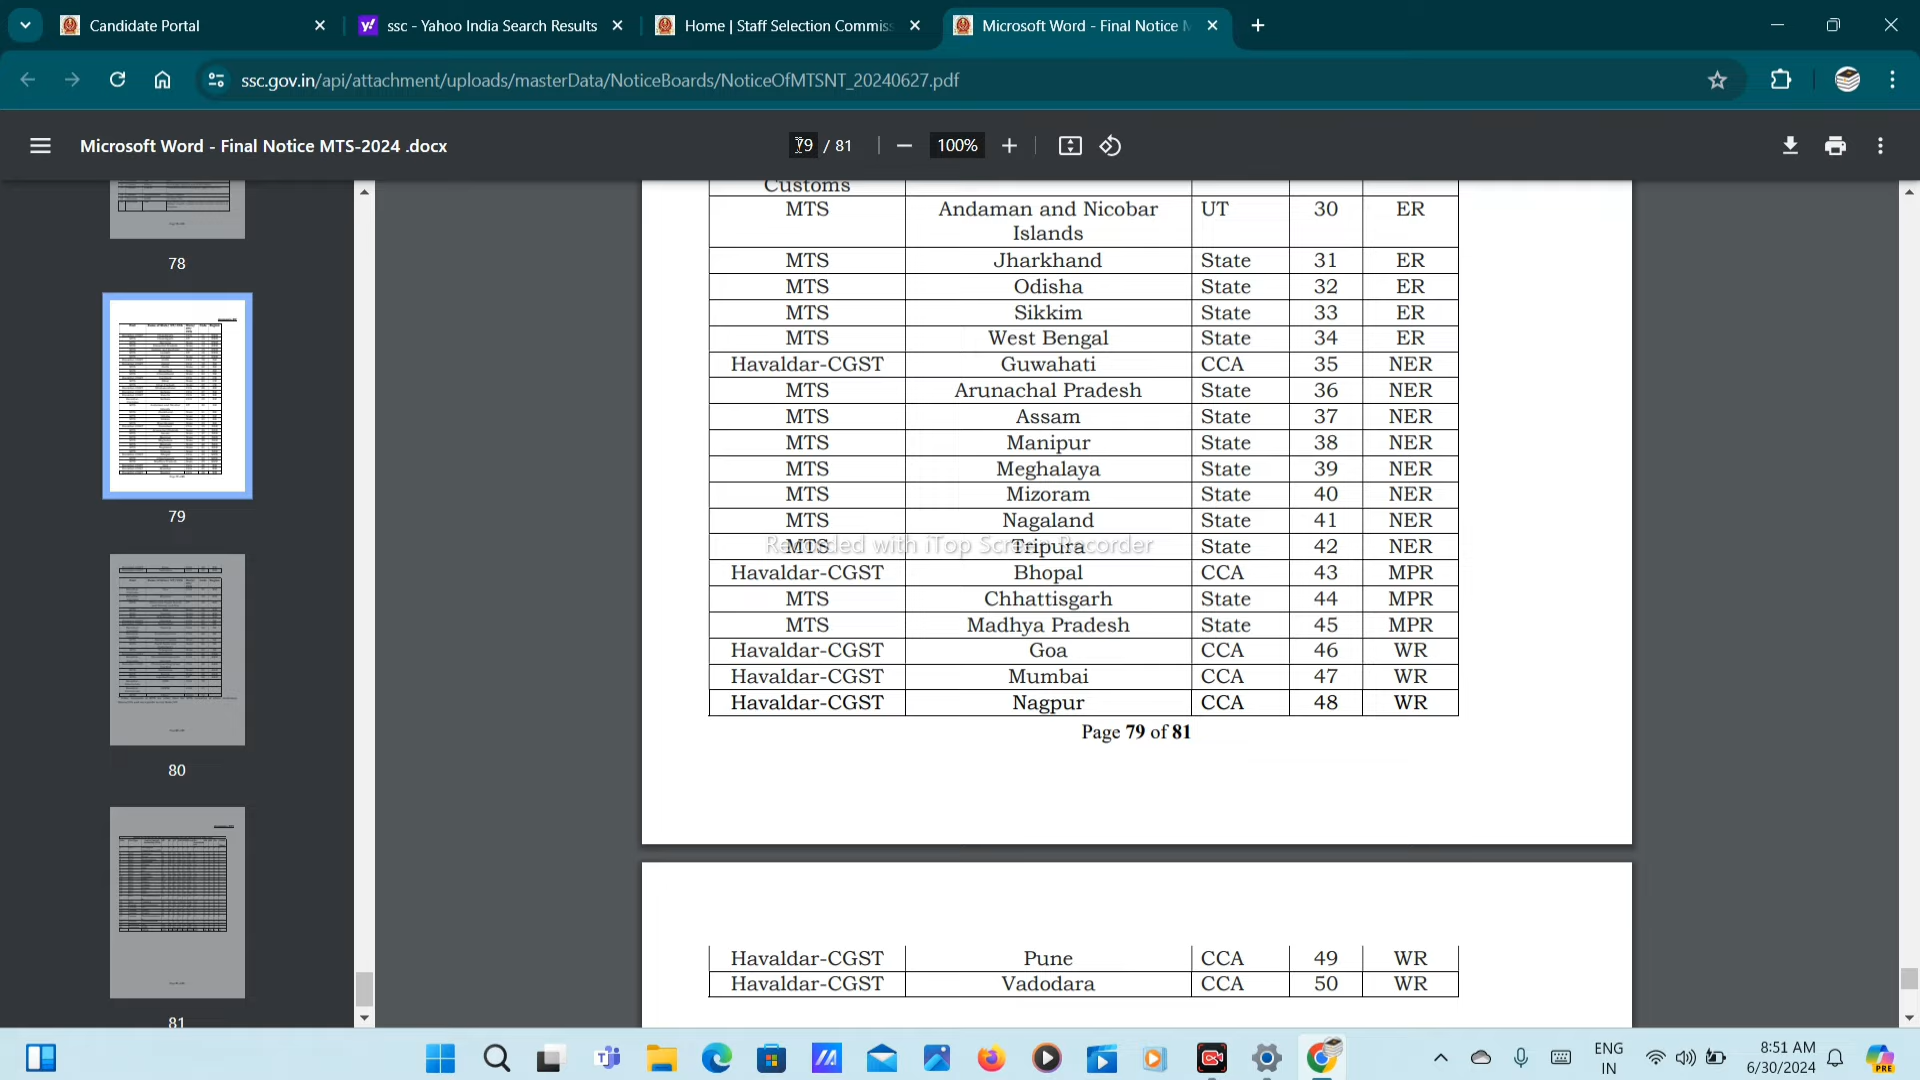 Candidate Portal
ssc - Yahoo India Search Results
Home | Staff Selection Commiss
Microsoft Word - Final Notice M
ssc.gov.in/api/attachment/uploads/masterData/NoticeBoards/NoticeOfMTSNT_20240627.pdf
Microsoft Word - Final Notice MTS-2024 .docx
79 / 81
100%
78
79
80
81
Customs
MTS Andaman and Nicobar Islands UT 30 ER
MTS Jharkhand State 31 ER
MTS Odisha State 32 ER
MTS Sikkim State 33 ER
MTS West Bengal State 34 ER
Havaldar-CGST Guwahati CCA 35 NER
MTS Arunachal Pradesh State 36 NER
MTS Assam State 37 NER
MTS Manipur State 38 NER
MTS Meghalaya State 39 NER
MTS Mizoram State 40 NER
MTS Nagaland State 41 NER
Recorded with iTop Screen Recorder
MTS Tripura State 42 NER
Havaldar-CGST Bhopal CCA 43 MPR
MTS Chhattisgarh State 44 MPR
MTS Madhya Pradesh State 45 MPR
Havaldar-CGST Goa CCA 46 WR
Havaldar-CGST Mumbai CCA 47 WR
Havaldar-CGST Nagpur CCA 48 WR
Page 79 of 81
Havaldar-CGST Pune CCA 49 WR
Havaldar-CGST Vadodara CCA 50 WR
ENG
IN
8:51 AM
6/30/2024
PRE